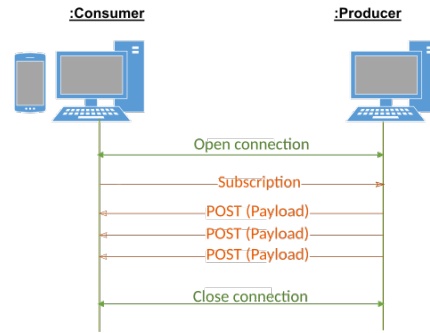 :Consumer
:Producer
Open connection
Subscription
POST (Payload)
POST (Payload)
POST (Payload)
Close connection